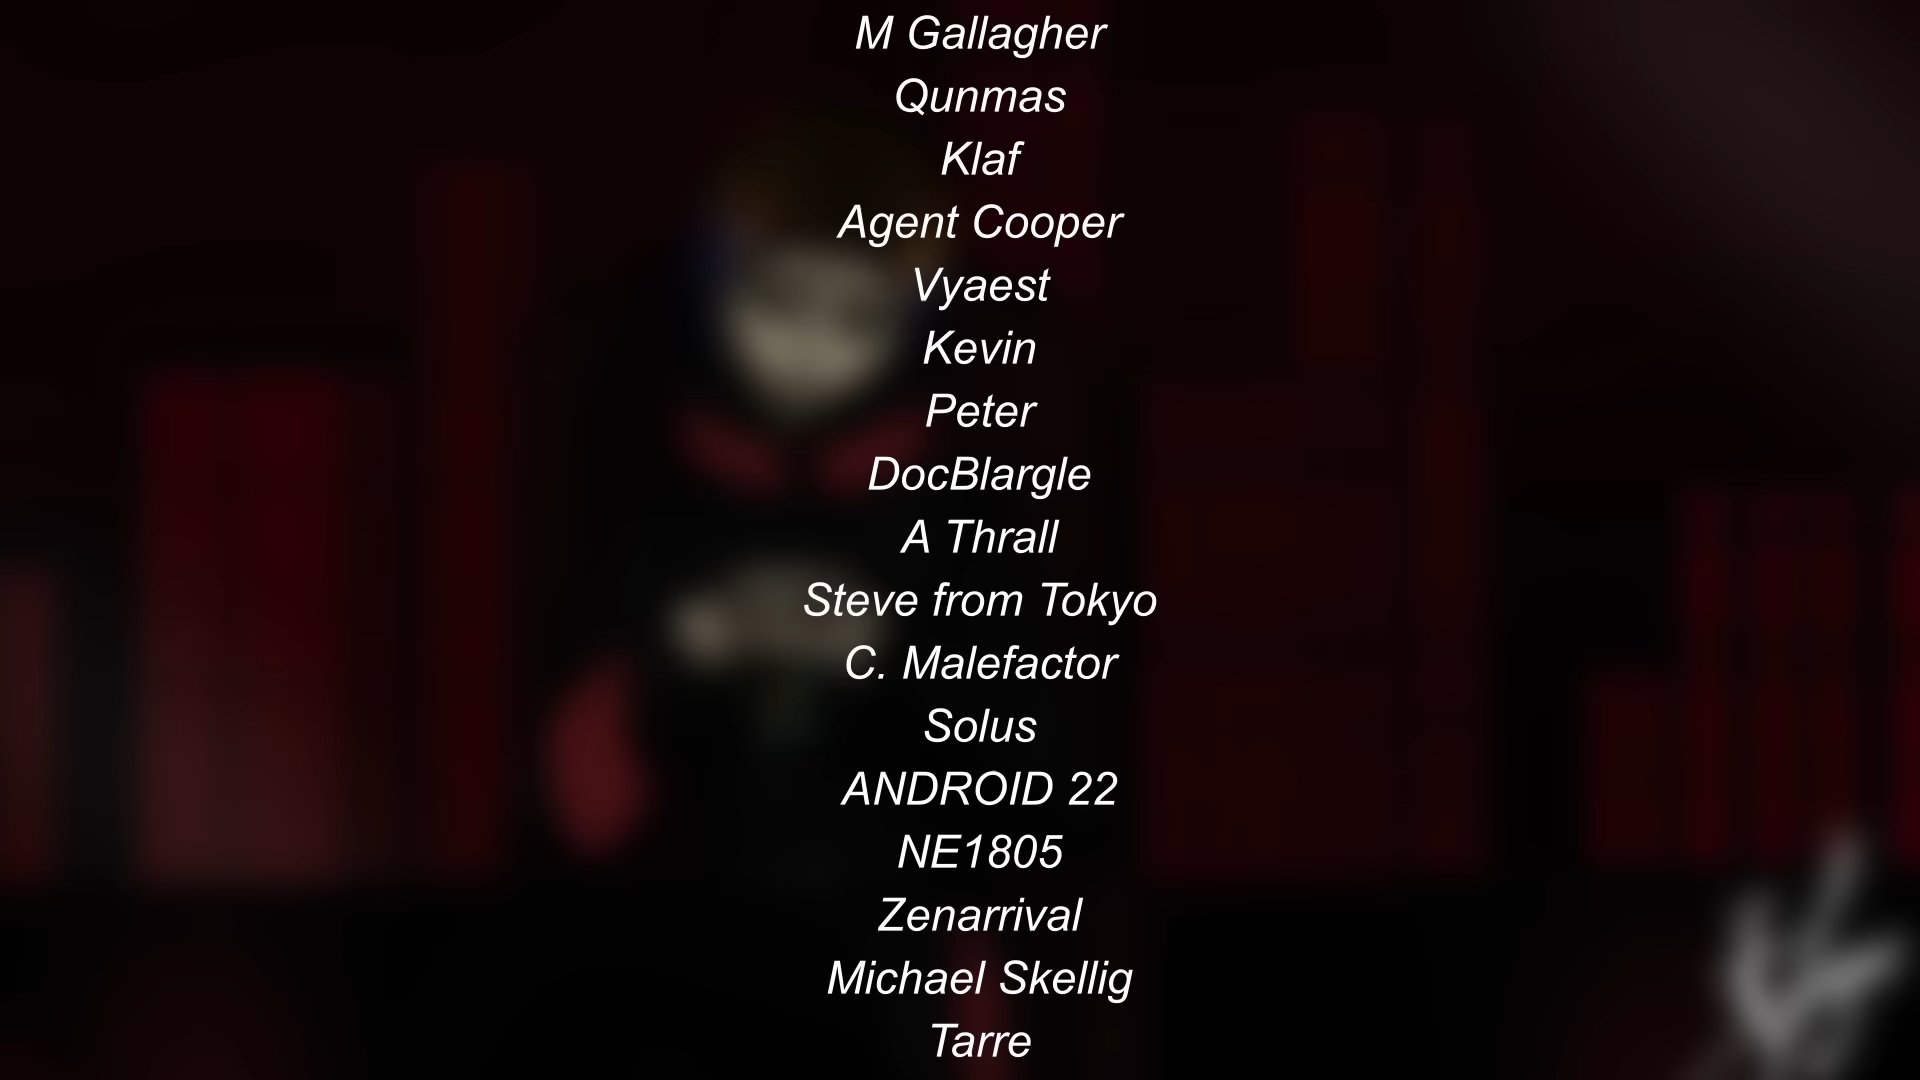 M Gallagher
Qunmas
Klaf
Agent Cooper
Vyaest
Kevin
Peter
DocBlargle
A Thrall
Steve from Tokyo
C. Malefactor
Solus
ANDROID 22
NE1805
Zenarrival
Michael Skellig
Tarre